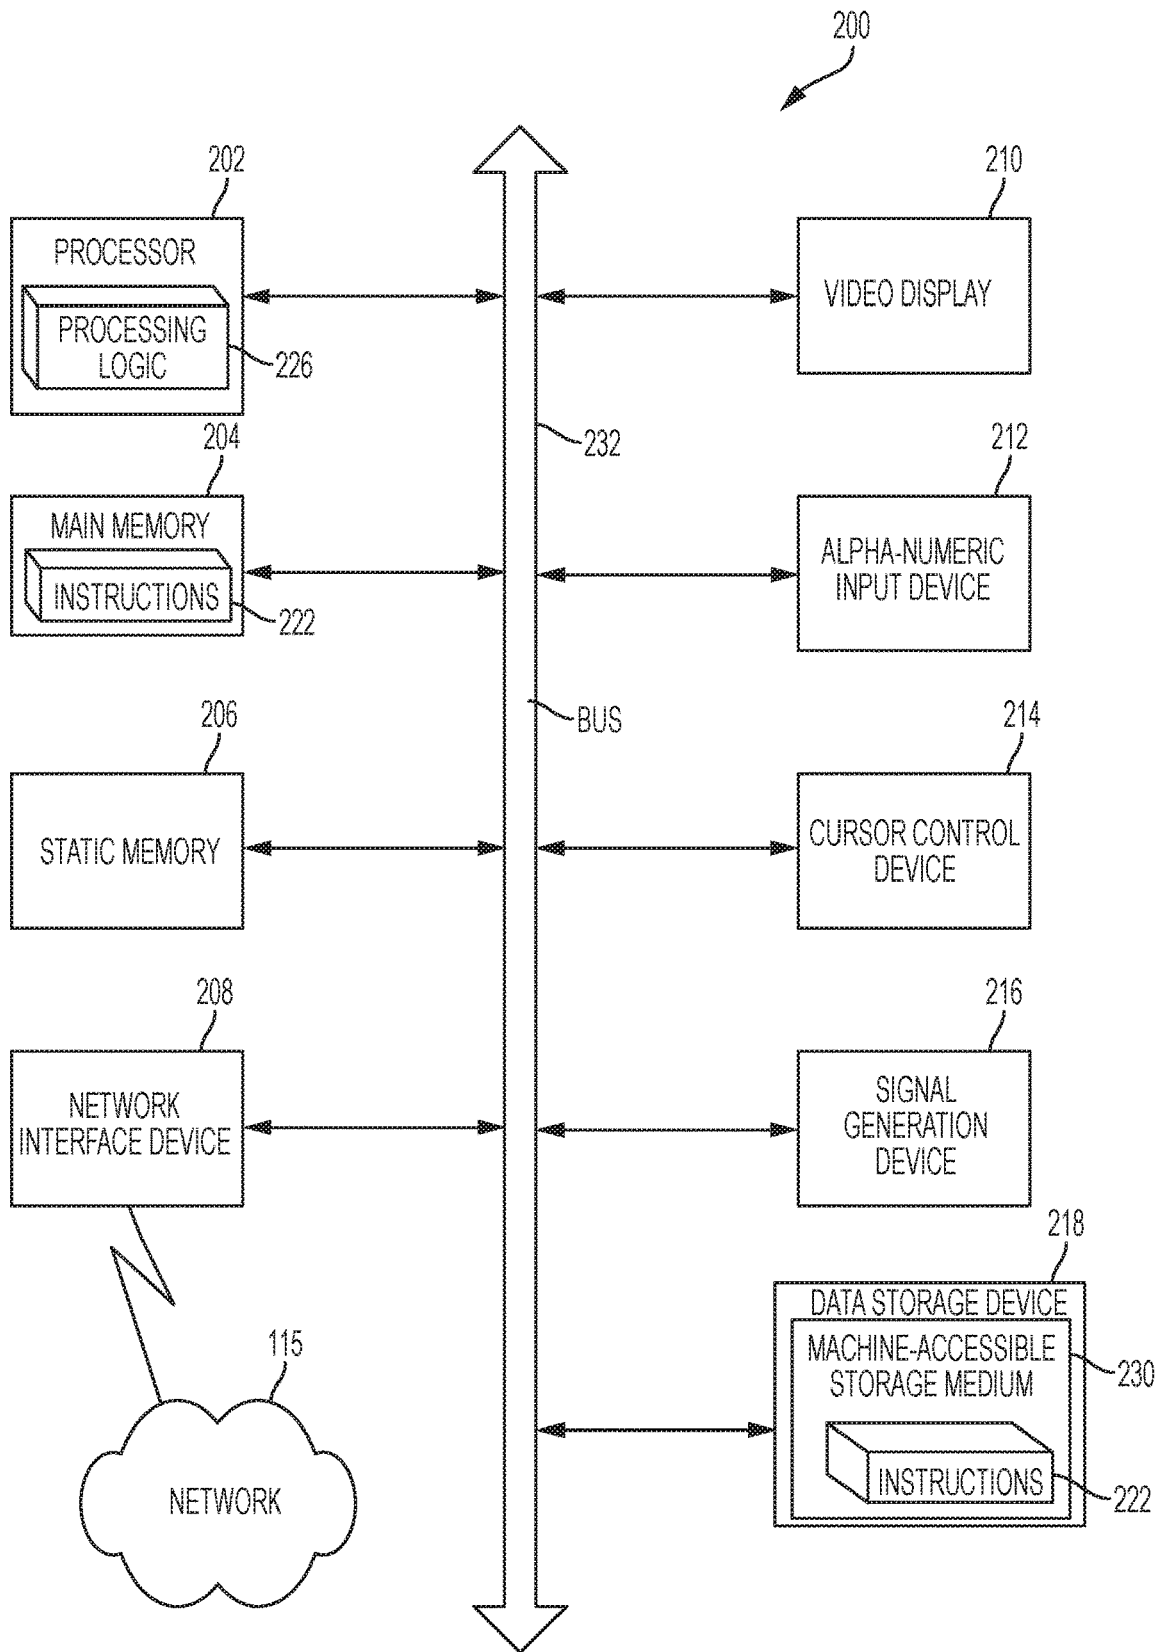 200
202
PROCESSOR
PROCESSING
LOGIC
226
204
MAIN MEMORY
INSTRUCTIONS
222
206
STATIC MEMORY
208
NETWORK
INTERFACE DEVICE
115
NETWORK
232
BUS
210
VIDEO DISPLAY
212
ALPHA-NUMERIC
INPUT DEVICE
214
CURSOR CONTROL
DEVICE
216
SIGNAL
GENERATION
DEVICE
218
DATA STORAGE DEVICE
MACHINE-ACCESSIBLE
STORAGE MEDIUM
230
INSTRUCTIONS
222